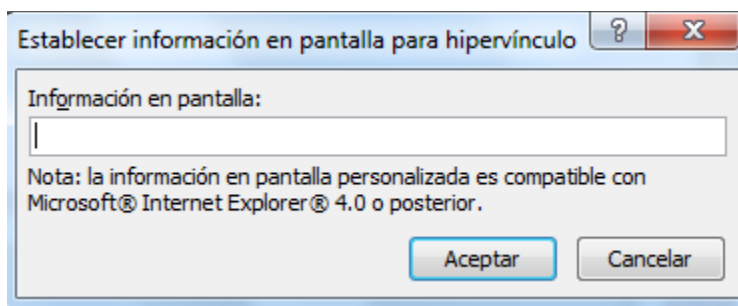 Establecer información en pantalla para hipervínculo
Información en pantalla:
Nota: la información en pantalla personalizada es compatible con
Microsoft® Internet Explorer® 4.0 o posterior.
Aceptar Cancelar